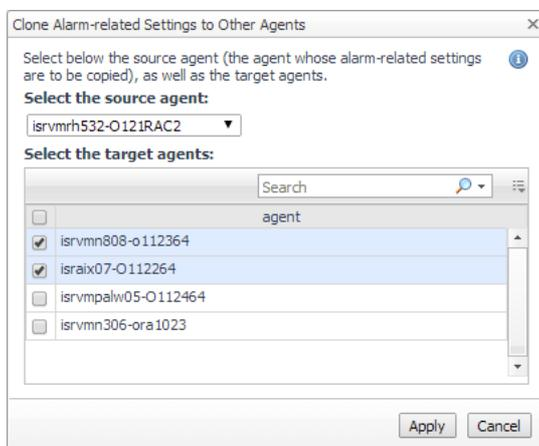 Clone Alarm-related Settings to Other Agents
Select below the source agent (the agent whose alarm-related settings
are to be copied), as well as the target agents.
Select the source agent:
isrvmrh532-O121RAC2
Select the target agents:
Search
agent
isrvmn808-o112364
israix07-O112264
isrvmpalw05-O112464
isrvmn306-ora1023
Apply
Cancel